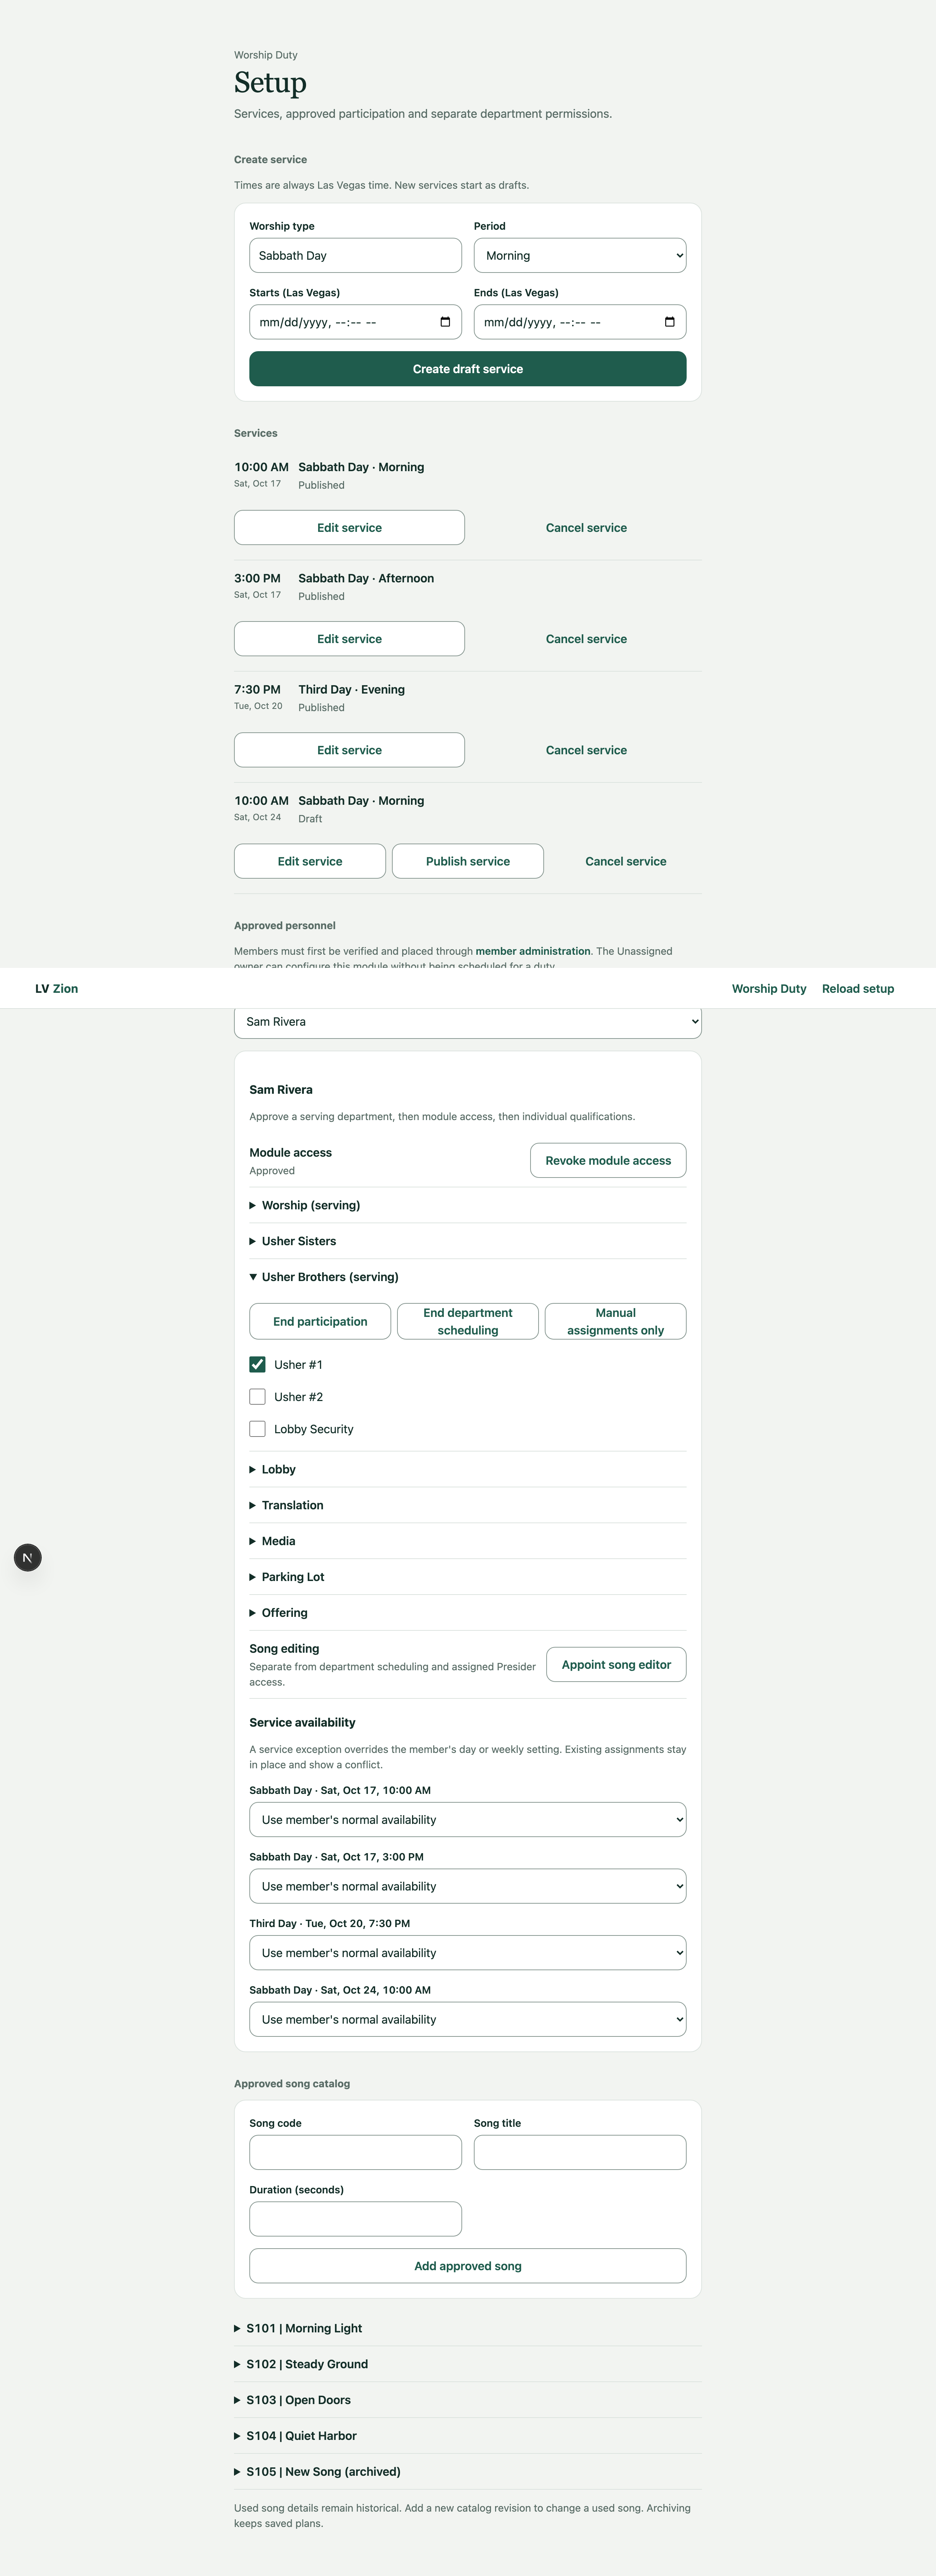 Worship Duty
Setup
Services, approved participation and separate department permissions.
Create service
Times are always Las Vegas time. New services start as drafts.
Worship type
Period
Sabbath Day
Morning
Starts (Las Vegas)
Ends (Las Vegas)
mm/dd/yyyy, --:-- --
mm/dd/yyyy, --:-- --
Create draft service
Services
10:00 AM
Sabbath Day · Morning
Sat, Oct 17
Published
Edit service
Cancel service
3:00 PM
Sabbath Day · Afternoon
Sat, Oct 17
Published
Edit service
Cancel service
7:30 PM
Third Day · Evening
Tue, Oct 20
Published
Edit service
Cancel service
10:00 AM
Sabbath Day · Morning
Sat, Oct 24
Draft
Edit service
Publish service
Cancel service
Approved personnel
Members must first be verified and placed through member administration. The Unassigned
owner can configure this module without being scheduled for a duty.
LV Zion
Worship Duty
Reload setup
Sam Rivera
Sam Rivera
Approve a serving department, then module access, then individual qualifications.
Module access
Approved
Revoke module access
Worship (serving)
Usher Sisters
Usher Brothers (serving)
End participation
End department
scheduling
Manual
assignments only
Usher #1
Usher #2
Lobby Security
Lobby
Translation
Media
Parking Lot
Offering
Song editing
Separate from department scheduling and assigned Presider
access.
Appoint song editor
Service availability
A service exception overrides the member's day or weekly setting. Existing assignments stay
in place and show a conflict.
Sabbath Day · Sat, Oct 17, 10:00 AM
Use member's normal availability
Sabbath Day · Sat, Oct 17, 3:00 PM
Use member's normal availability
Third Day · Tue, Oct 20, 7:30 PM
Use member's normal availability
Sabbath Day · Sat, Oct 24, 10:00 AM
Use member's normal availability
Approved song catalog
Song code
Song title
Duration (seconds)
Add approved song
S101 | Morning Light
S102 | Steady Ground
S103 | Open Doors
S104 | Quiet Harbor
S105 | New Song (archived)
Used song details remain historical. Add a new catalog revision to change a used song. Archiving
keeps saved plans.
N